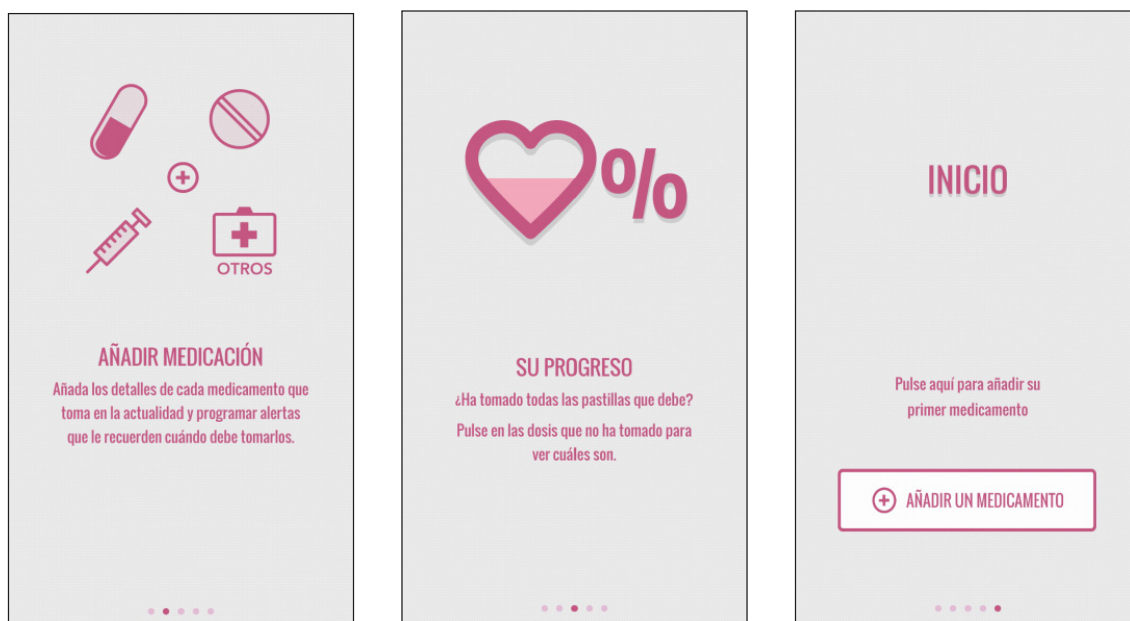 OTROS
AÑADIR MEDICACIÓN
Añada los detalles de cada medicamento que
toma en la actualidad y programar alertas
que le recuerden cuándo debe tomarlos.
%
SU PROGRESO
¿Ha tomado todas las pastillas que debe?
Pulse en las dosis que no ha tomado para
ver cuáles son.
INICIO
Pulse aquí para añadir su
primer medicamento
AÑADIR UN MEDICAMENTO